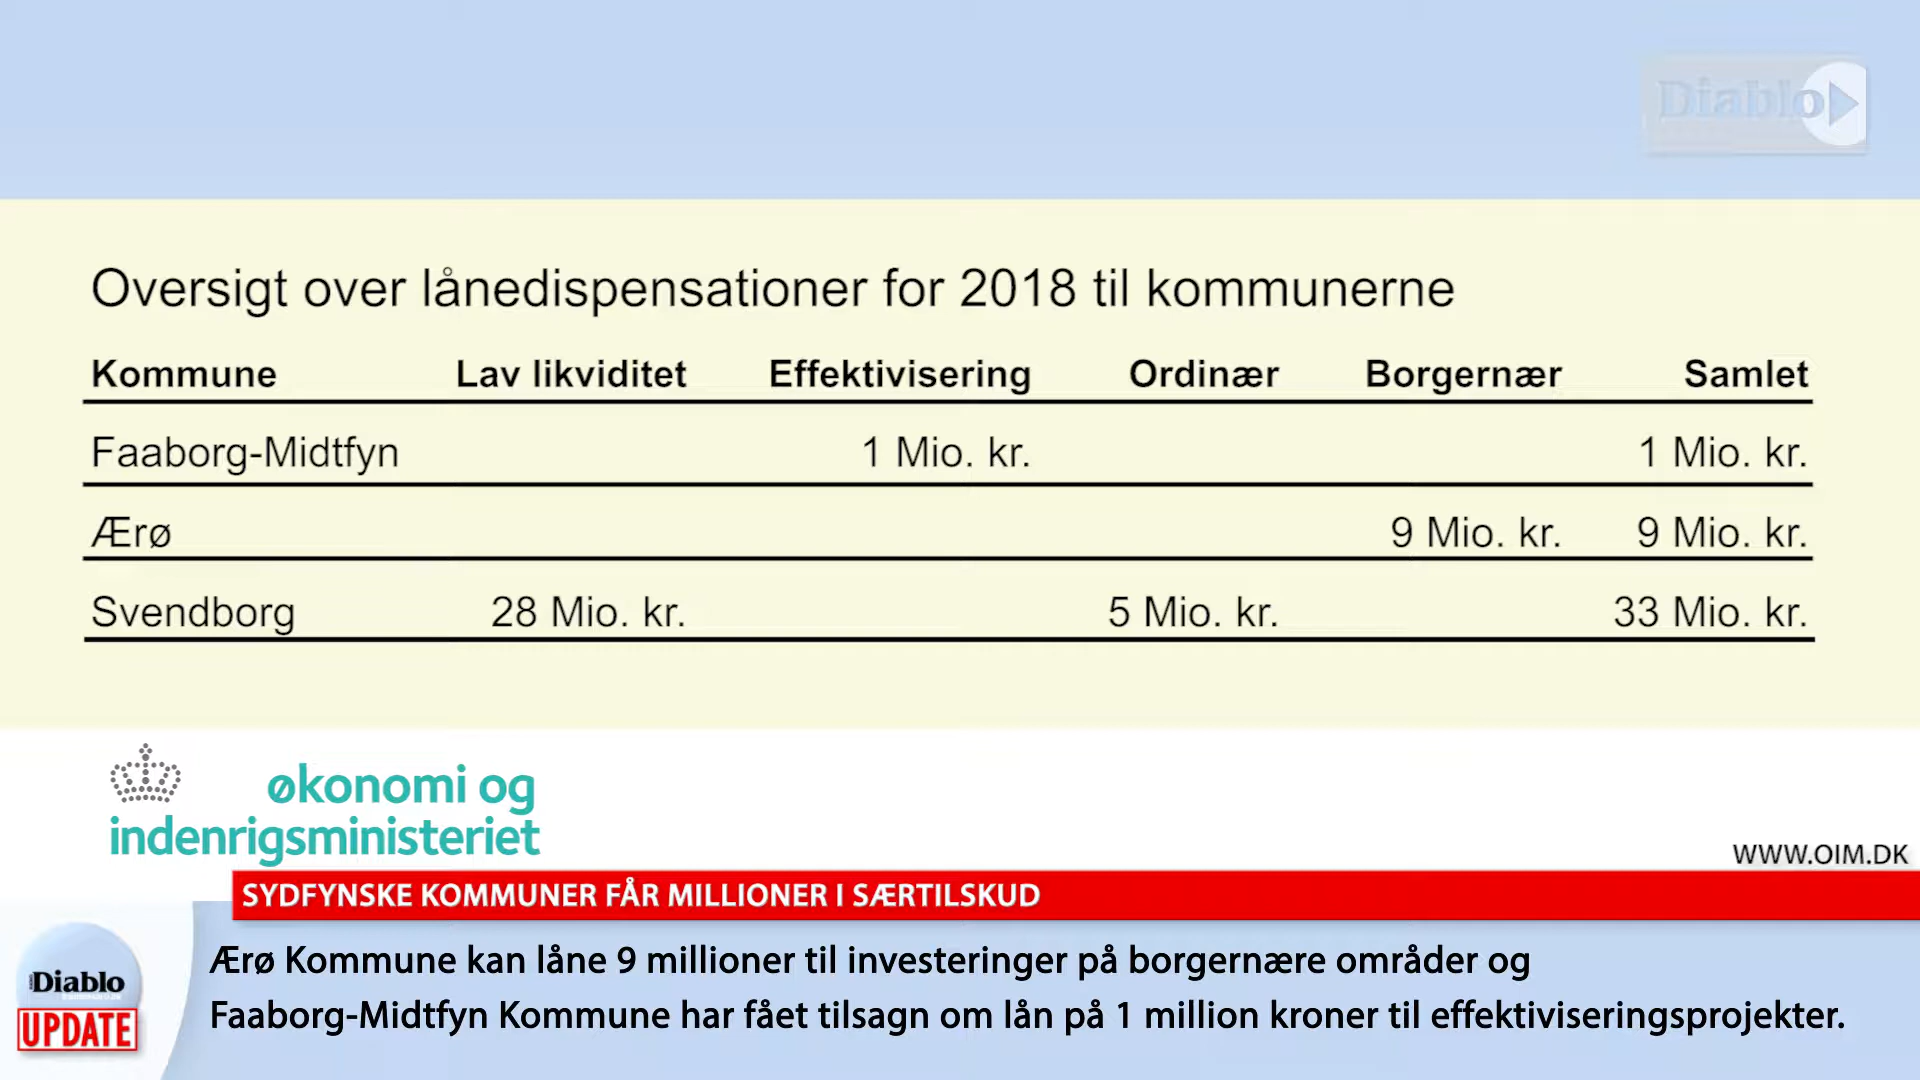 Diablo
Oversigt over lånedispensationer for 2018 til kommunerne
Kommune Lav likviditet Effektivisering Ordinær Borgernær Samlet
Faaborg-Midtfyn 1 Mio. kr. 1 Mio. kr.
Ærø 9 Mio. kr. 9 Mio. kr.
Svendborg 28 Mio. kr. 5 Mio. kr. 33 Mio. kr.
økonomi og
indenrigsministeriet
WWW.OIM.DK
SYDFYNSKE KOMMUNER FÅR MILLIONER I SÆRTILSKUD
Ærø Kommune kan låne 9 millioner til investeringer på borgernære områder og
Faaborg-Midtfyn Kommune har fået tilsagn om lån på 1 million kroner til effektiviseringsprojekter.
Diablo
UPDATE